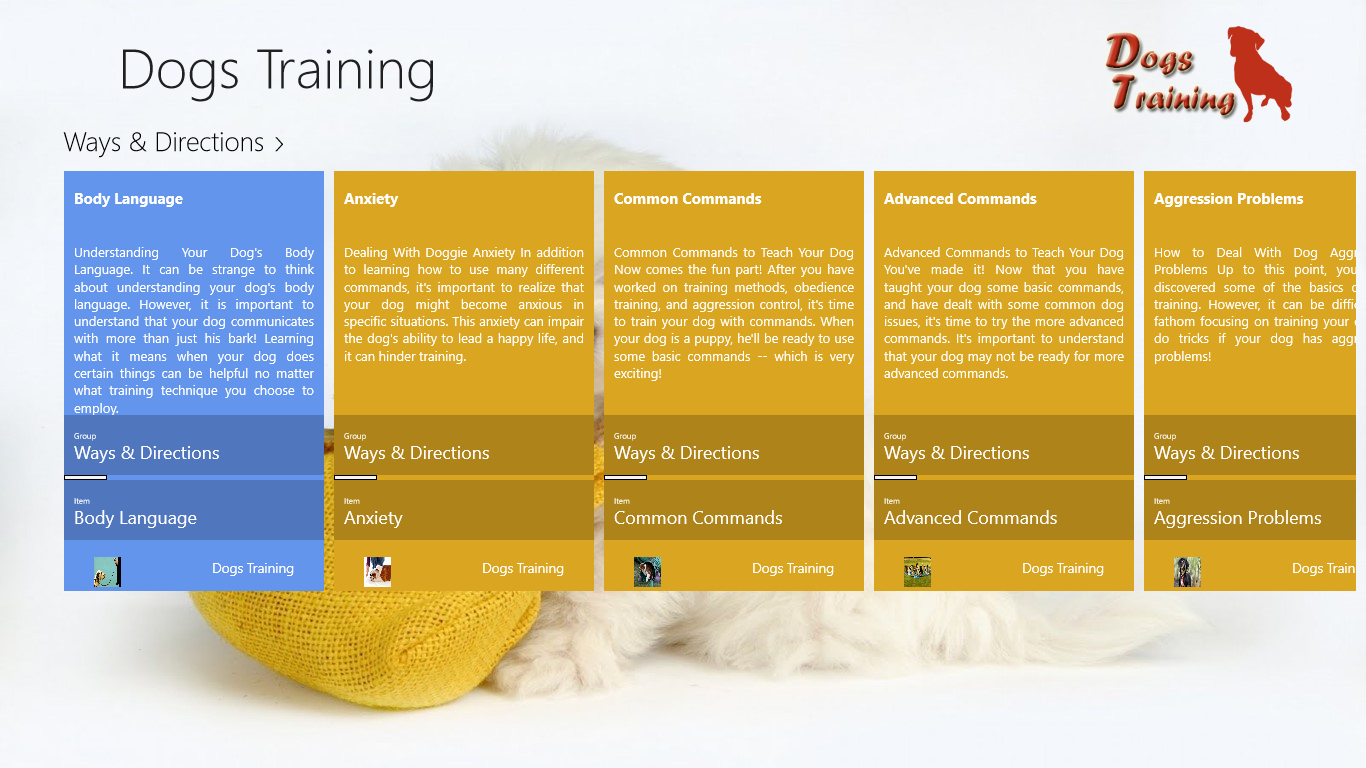 Dogs Training
Dogs
Training
Ways & Directions >
Body Language
Understanding Your Dog's Body
Language. It can be strange to think
about understanding your dog's body
language. However, it is important to
understand that your dog communicates
with more than just his bark! Learning
what it means when your dog does
certain things can be helpful no matter
what training technique you choose to
employ.
Group
Ways & Directions
Item
Body Language
Dogs Training
Anxiety
Dealing With Doggie Anxiety In addition
to learning how to use many different
commands, it's important to realize that
your dog might become anxious in
specific situations. This anxiety can impair
the dog's ability to lead a happy life, and
it can hinder training.
Group
Ways & Directions
Item
Anxiety
Dogs Training
Common Commands
Common Commands to Teach Your Dog
Now comes the fun part! After you have
worked on training methods, obedience
training, and aggression control, it's time
to train your dog with commands. When
your dog is a puppy, he'll be ready to use
some basic commands -- which is very
exciting!
Group
Ways & Directions
Item
Common Commands
Dogs Training
Advanced Commands
Advanced Commands to Teach Your Dog
You've made it! Now that you have
taught your dog some basic commands,
and have dealt with some common dog
issues, it's time to try the more advanced
commands. It's important to understand
that your dog may not be ready for more
advanced commands.
Group
Ways & Directions
Item
Advanced Commands
Dogs Training
Aggression Problems
How to Deal With Dog
Problems Up to this point,
discovered some of the basics
training. However, it can be
fathom focusing on training your
do tricks if your dog has
problems!
Group
Ways & Directions
Item
Aggression Problems
Dogs